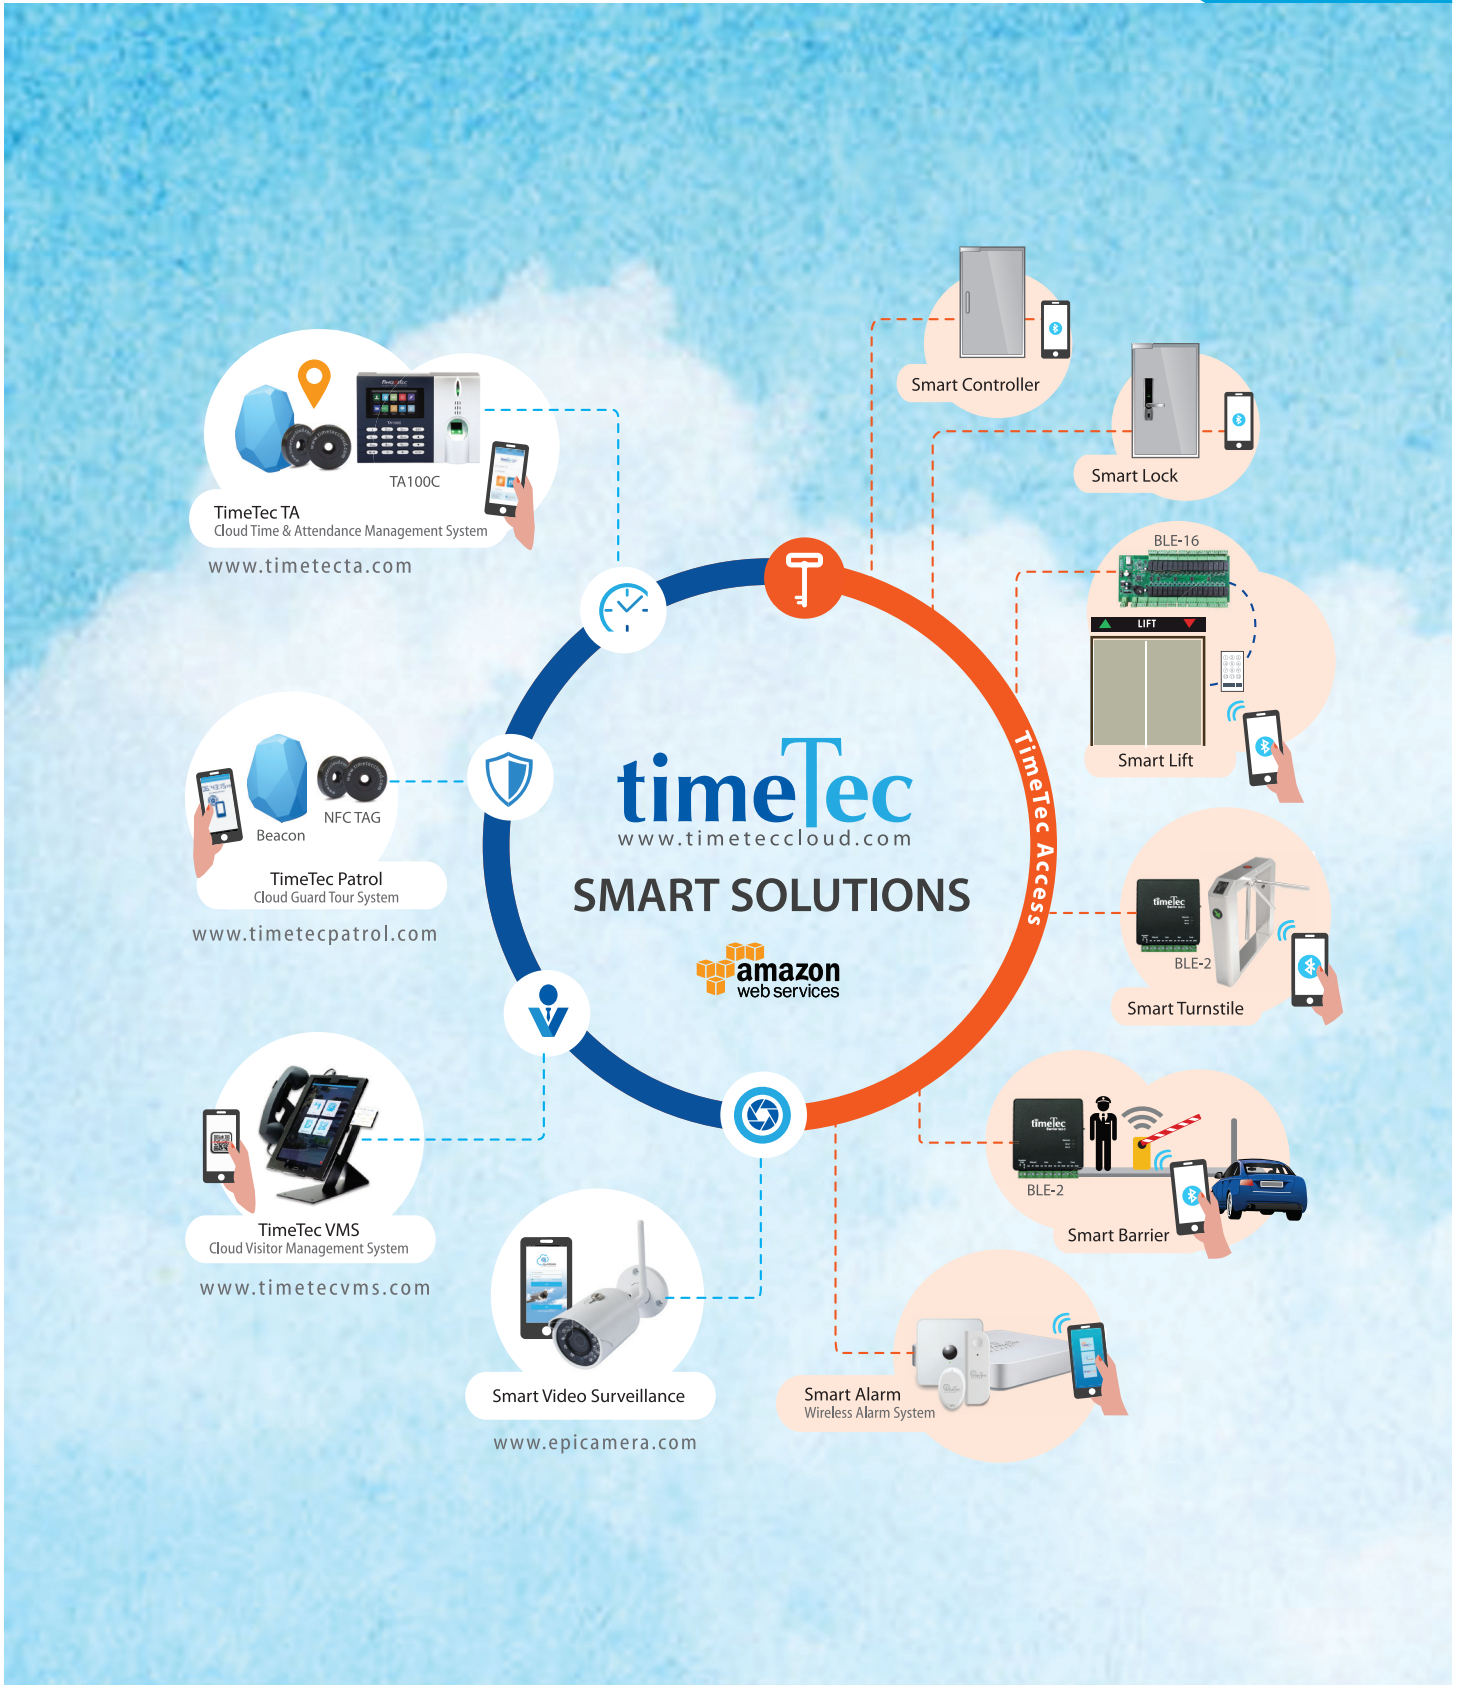 Smart Controller
Smart Lock
TimeTec
TA100C
TimeTec TA
Cloud Time & Attendance Management System
www.timetecta.com
BLE-16
LIFT
Smart Lift
timeTec
www.timeteccloud.com
SMART SOLUTIONS
amazon
web services
TimeTec Access
Beacon
NFC TAG
TimeTec Patrol
Cloud Guard Tour System
www.timetecpatrol.com
timeTec
BLE-2
Smart Turnstile
timeTec
BLE-2
Smart Barrier
TimeTec VMS
Cloud Visitor Management System
www.timetecvms.com
Smart Video Surveillance
www.epicamera.com
Smart Alarm
Wireless Alarm System